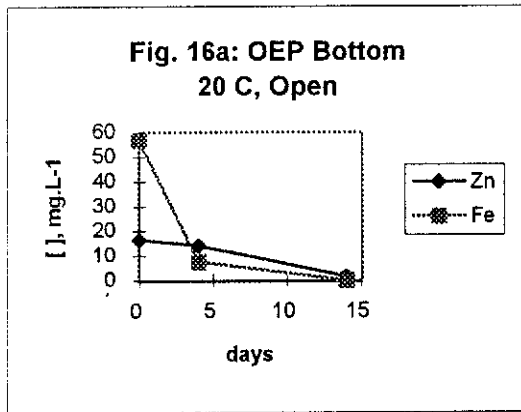 Fig. 16a: OEP Bottom
20 C, Open
[ ], mg.L-1
60
50
40
30
20
10
0
0 5 10 15
days
Zn
Fe